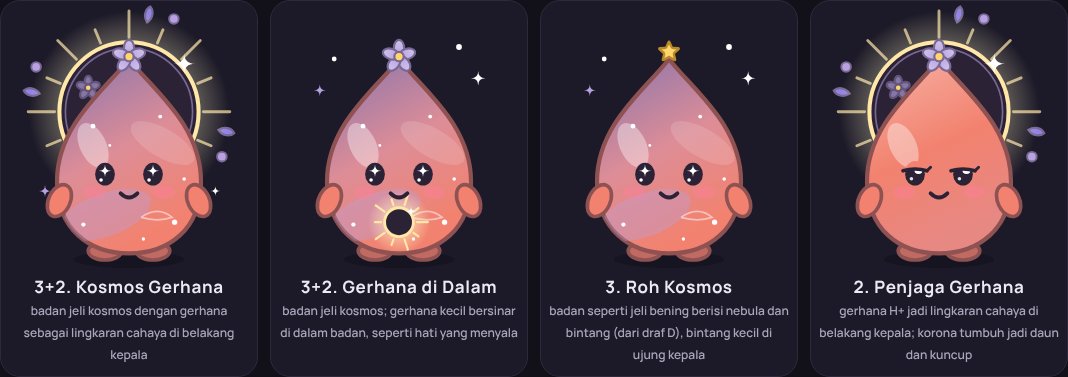 3+2. Kosmos Gerhana
badan jeli kosmos dengan gerhana
sebagai lingkaran cahaya di belakang
kepala
3+2. Gerhana di Dalam
badan jeli kosmos; gerhana kecil bersinar
di dalam badan, seperti hati yang menyala
3. Roh Kosmos
badan seperti jeli bening berisi nebula dan
bintang (dari draf D), bintang kecil di
ujung kepala
2. Penjaga Gerhana
gerhana H+ jadi lingkaran cahaya di
belakang kepala; korona tumbuh jadi daun
dan kuncup